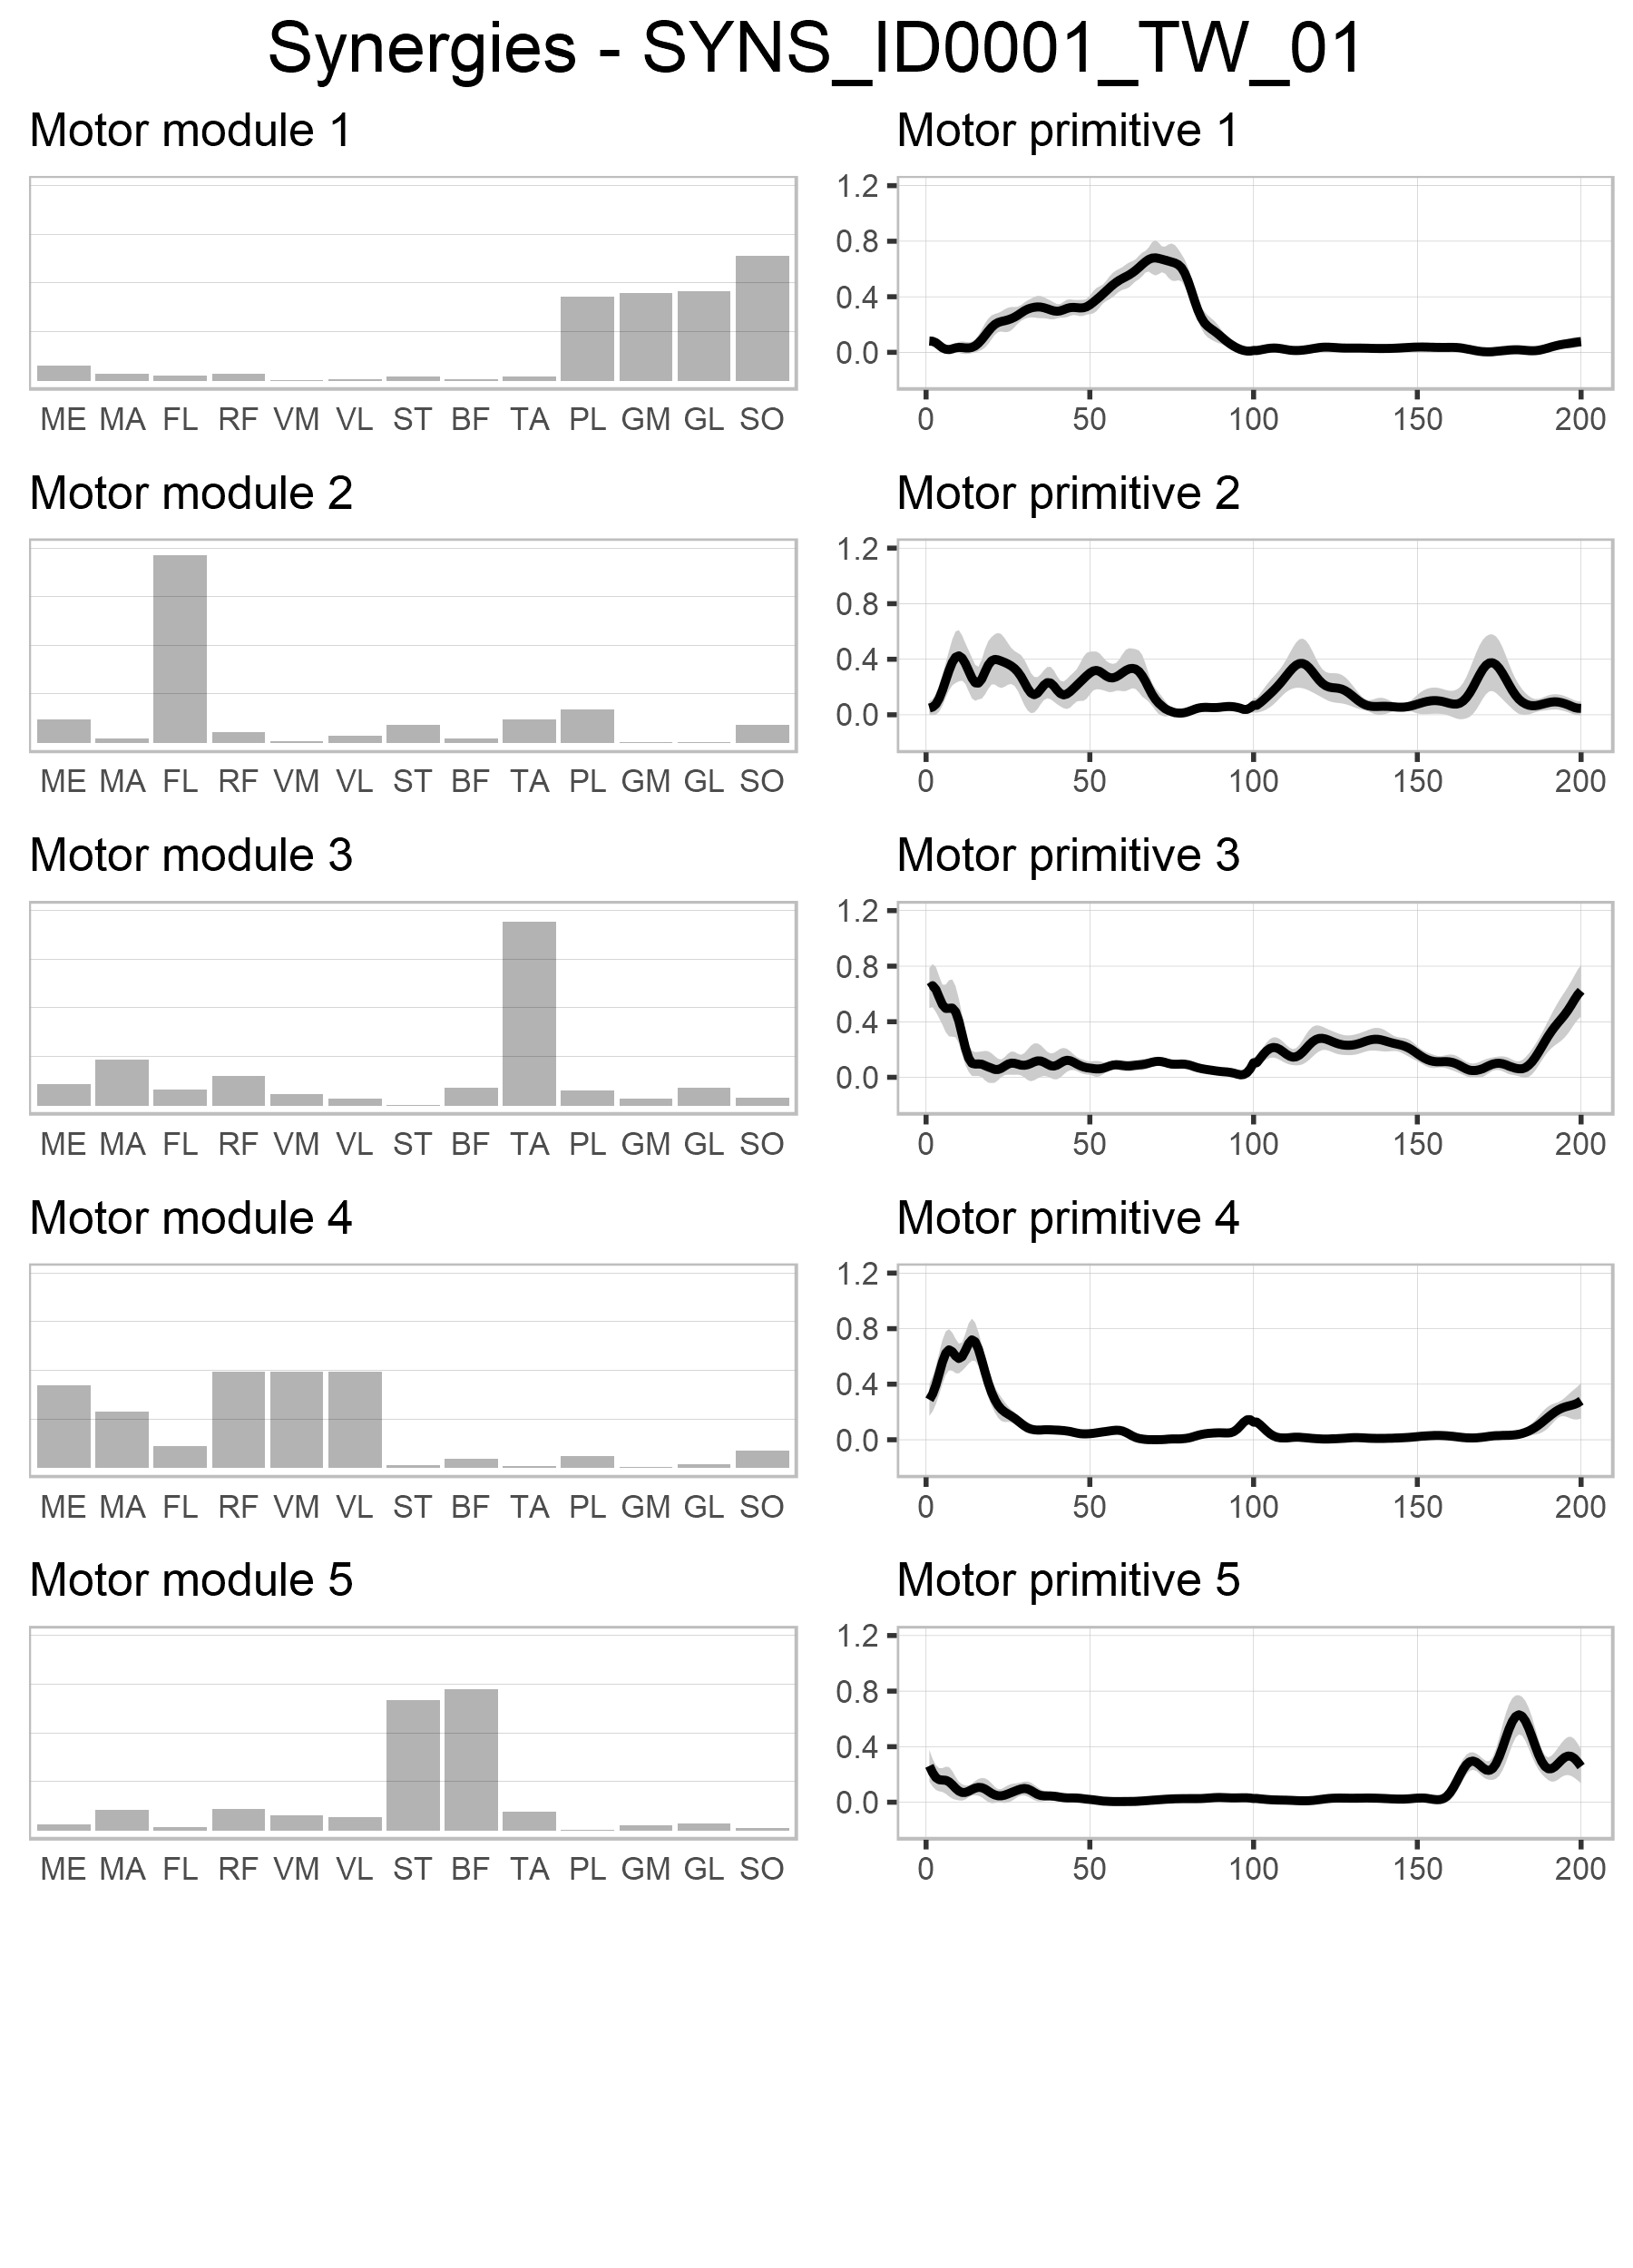 Synergies - SYNS_ID0001_TW_01
Motor module 1
Motor primitive 1
1.2
0.8
0.4
0.0
ME MA FL RF VM VL ST BF TA PL GM GL SO
0 50 100 150 200
Motor module 2
Motor primitive 2
1.2
0.8
0.4
0.0
ME MA FL RF VM VL ST BF TA PL GM GL SO
0 50 100 150 200
Motor module 3
Motor primitive 3
1.2
0.8
0.4
0.0
ME MA FL RF VM VL ST BF TA PL GM GL SO
0 50 100 150 200
Motor module 4
Motor primitive 4
1.2
0.8
0.4
0.0
ME MA FL RF VM VL ST BF TA PL GM GL SO
0 50 100 150 200
Motor module 5
Motor primitive 5
1.2
0.8
0.4
0.0
ME MA FL RF VM VL ST BF TA PL GM GL SO
0 50 100 150 200